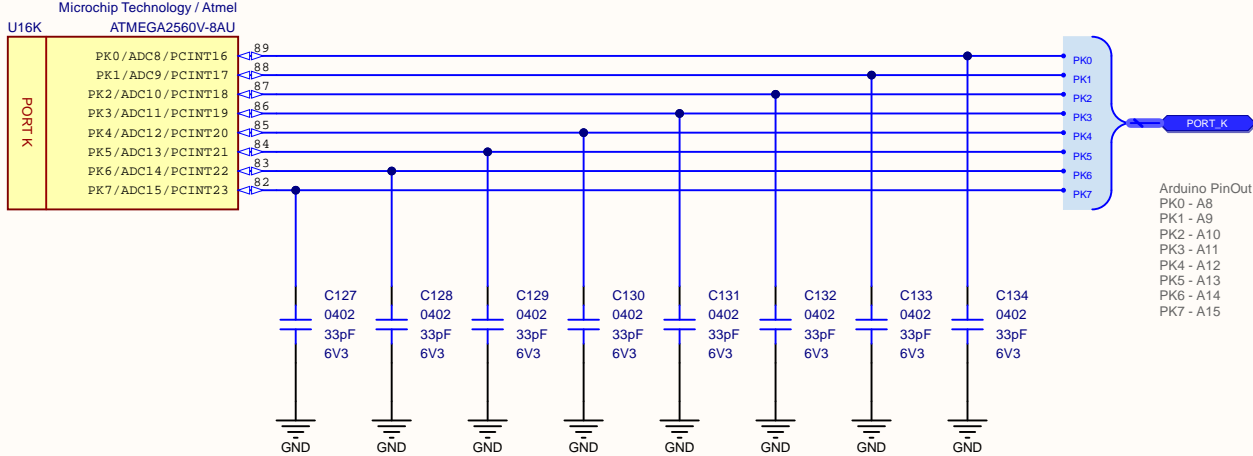 Microchip Technology / Atmel
U16K
ATMEGA2560V-8AU
PORT K
PK0/ADC8/PCINT16
PK1/ADC9/PCINT17
PK2/ADC10/PCINT18
PK3/ADC11/PCINT19
PK4/ADC12/PCINT20
PK5/ADC13/PCINT21
PK6/ADC14/PCINT22
PK7/ADC15/PCINT23
89
88
87
86
85
84
83
82
PK0
PK1
PK2
PK3
PK4
PK5
PK6
PK7
PORT_K
Arduino PinOut
PK0 - A8
PK1 - A9
PK2 - A10
PK3 - A11
PK4 - A12
PK5 - A13
PK6 - A14
PK7 - A15
C127
0402
33pF
6V3
C128
0402
33pF
6V3
C129
0402
33pF
6V3
C130
0402
33pF
6V3
C131
0402
33pF
6V3
C132
0402
33pF
6V3
C133
0402
33pF
6V3
C134
0402
33pF
6V3
GND
GND
GND
GND
GND
GND
GND
GND